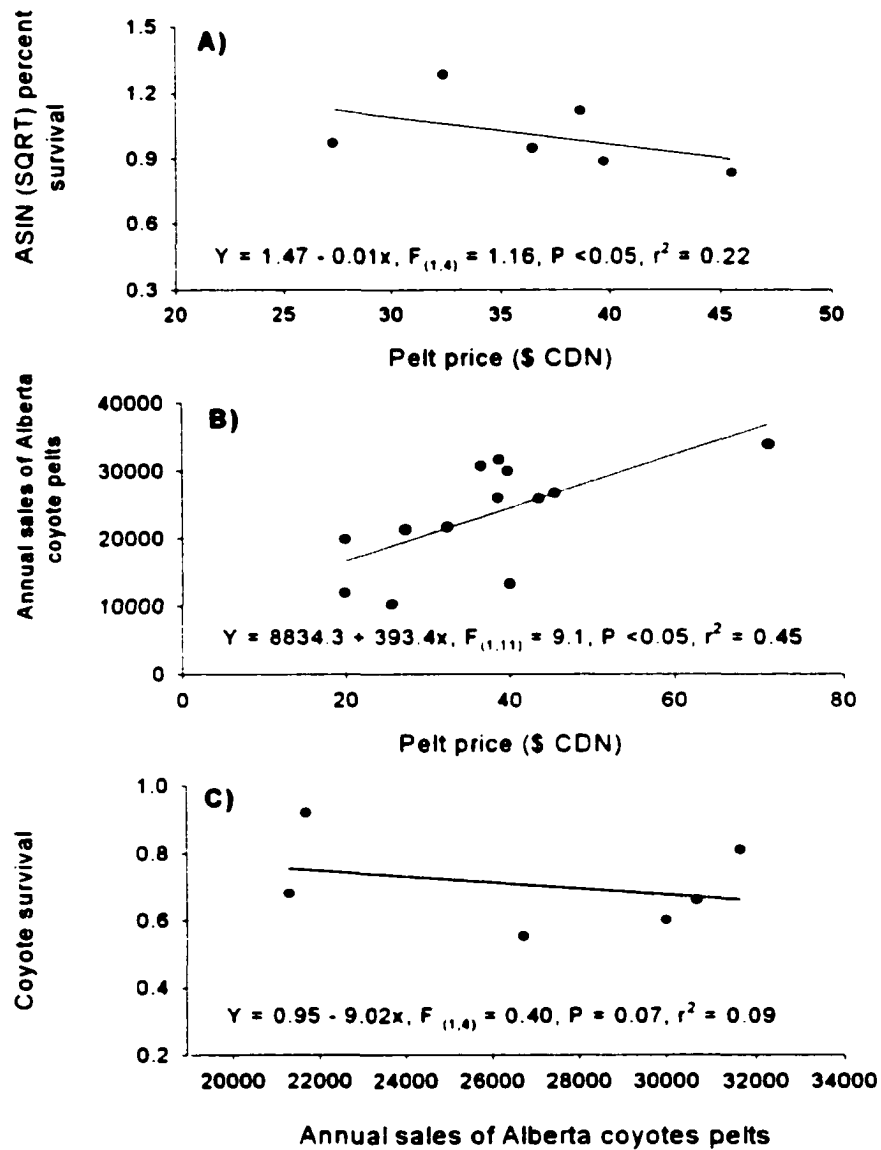 A)
ASIN (SQRT) percent
survival
1.5
1.2
0.9
0.6
0.3
Y = 1.47 - 0.01x, F(1,4) = 1.16, P <0.05, r² = 0.22
20 25 30 35 40 45 50
Pelt price ($ CDN)
B)
Annual sales of Alberta
coyote pelts
40000
30000
20000
10000
0
Y = 8834.3 + 393.4x, F(1,11) = 9.1, P <0.05, r² = 0.45
0 20 40 60 80
Pelt price ($ CDN)
C)
Coyote survival
1.0
0.8
0.6
0.4
0.2
Y = 0.95 - 9.02x, F (1,4) = 0.40, P = 0.07, r² = 0.09
20000 22000 24000 26000 28000 30000 32000 34000
Annual sales of Alberta coyotes pelts